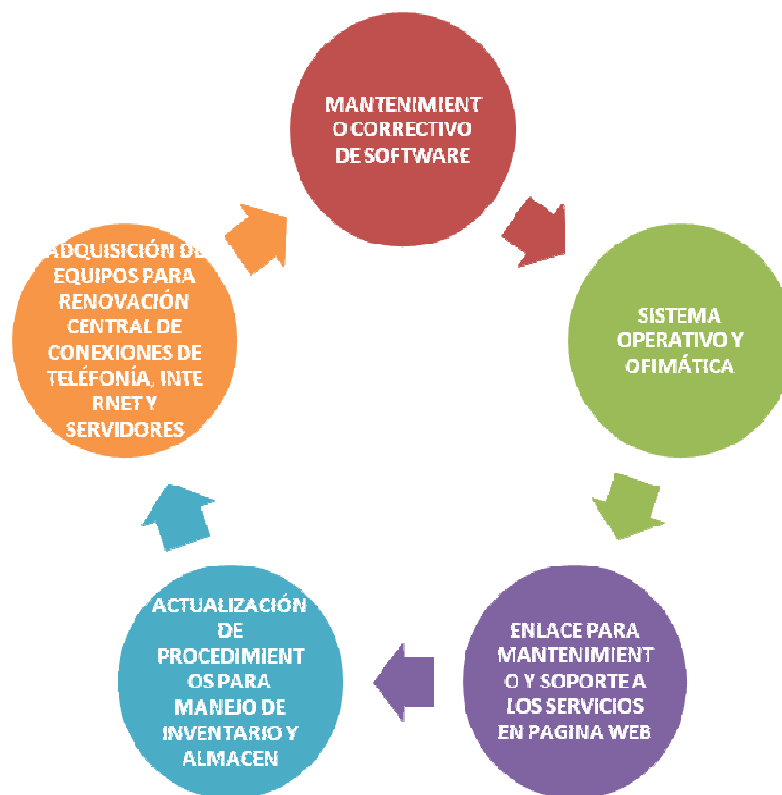 MANTENIMIENT
O CORRECTIVO
DE SOFTWARE
SISTEMA
OPERATIVO Y
OFIMÁTICA
ENLACE PARA
MANTENIMIENT
O Y SOPORTE A
LOS SERVICIOS
EN PAGINA WEB
ACTUALIZACIÓN
DE
PROCEDIMIENT
OS PARA
MANEJO DE
INVENTARIO Y
ALMACEN
ADQUISICIÓN DE
EQUIPOS PARA
RENOVACIÓN
CENTRAL DE
CONEXIONES DE
TELÉFONÍA, INTE
RNET Y
SERVIDORES